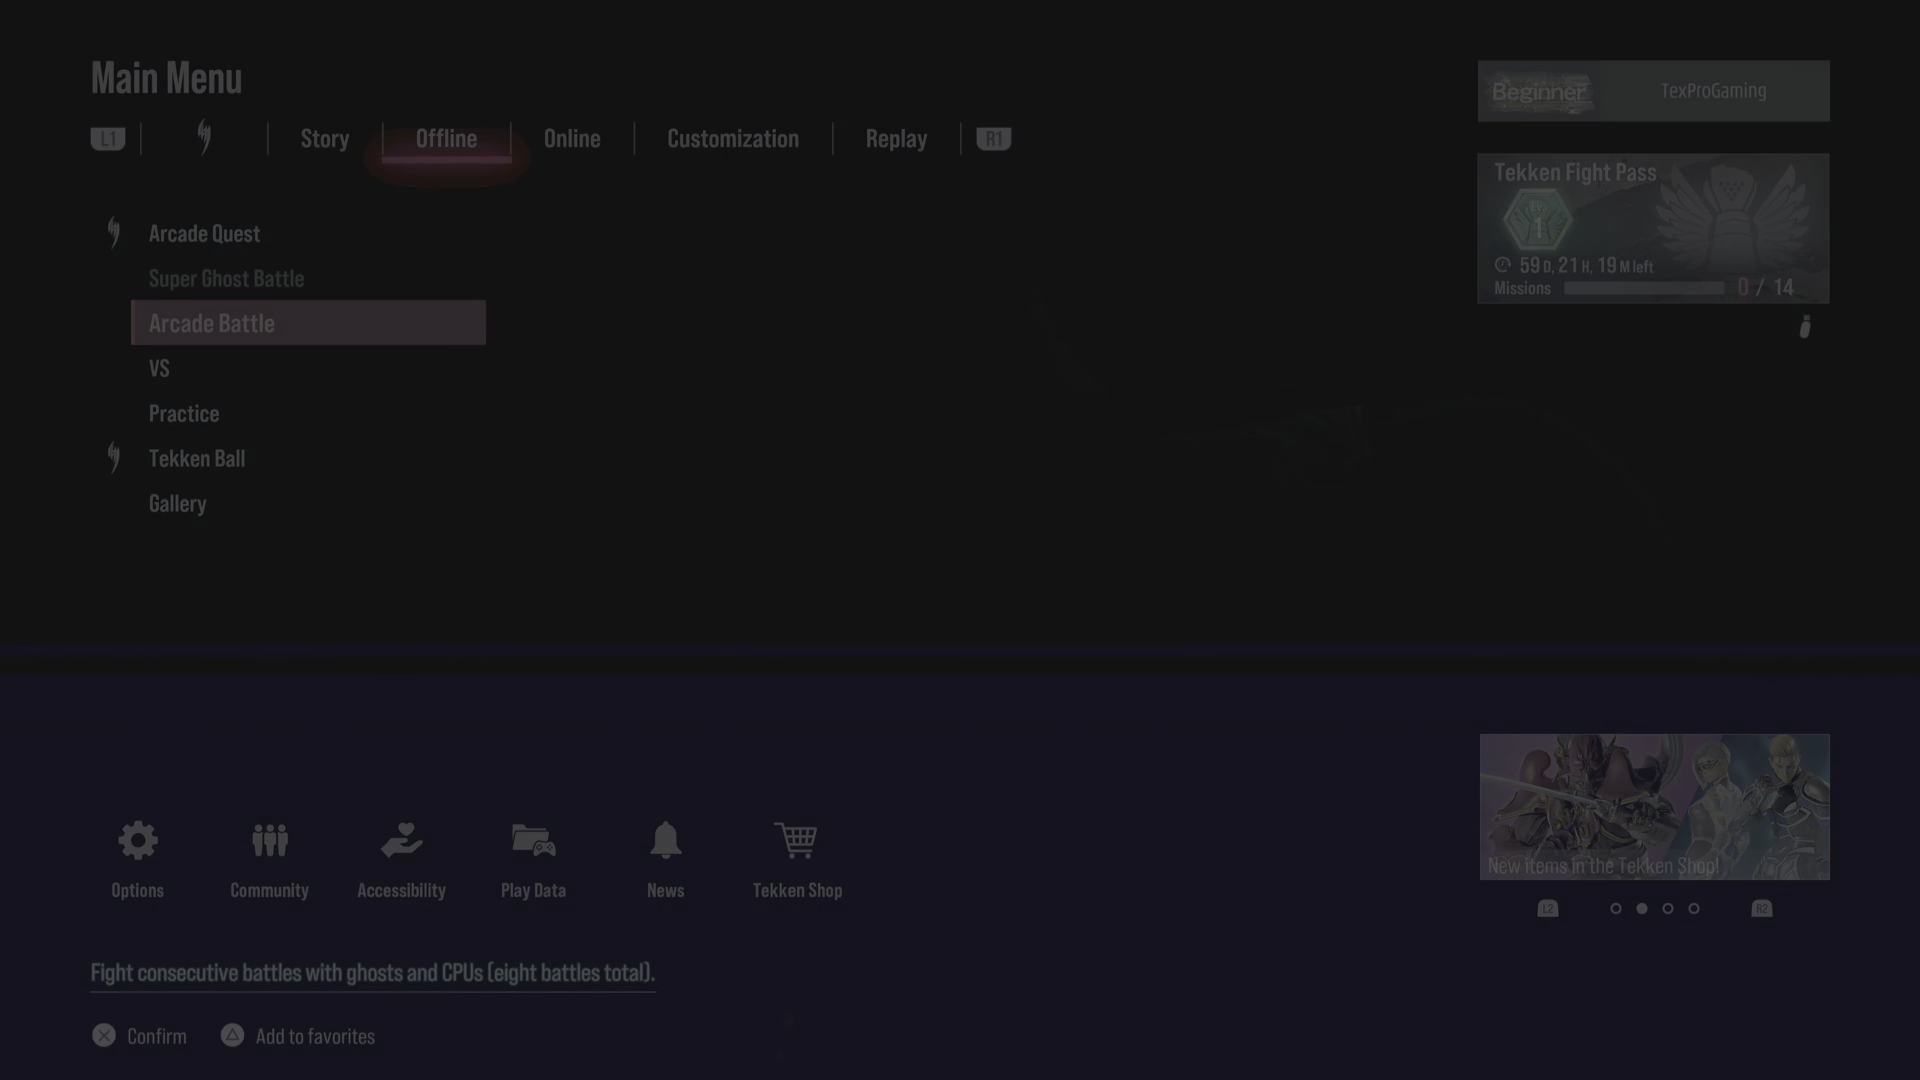 Main Menu
L1
Story
Offline
Online
Customization
Replay
R1
Arcade Quest
Super Ghost Battle
Arcade Battle
VS
Practice
Tekken Ball
Gallery
Beginner
TexProGaming
Tekken Fight Pass
1
59 D, 21 H, 19 M left
Missions 0 / 14
New items in the Tekken Shop!
L2
R2
Options
Community
Accessibility
Play Data
News
Tekken Shop
Fight consecutive battles with ghosts and CPUs (eight battles total).
Confirm
Add to favorites